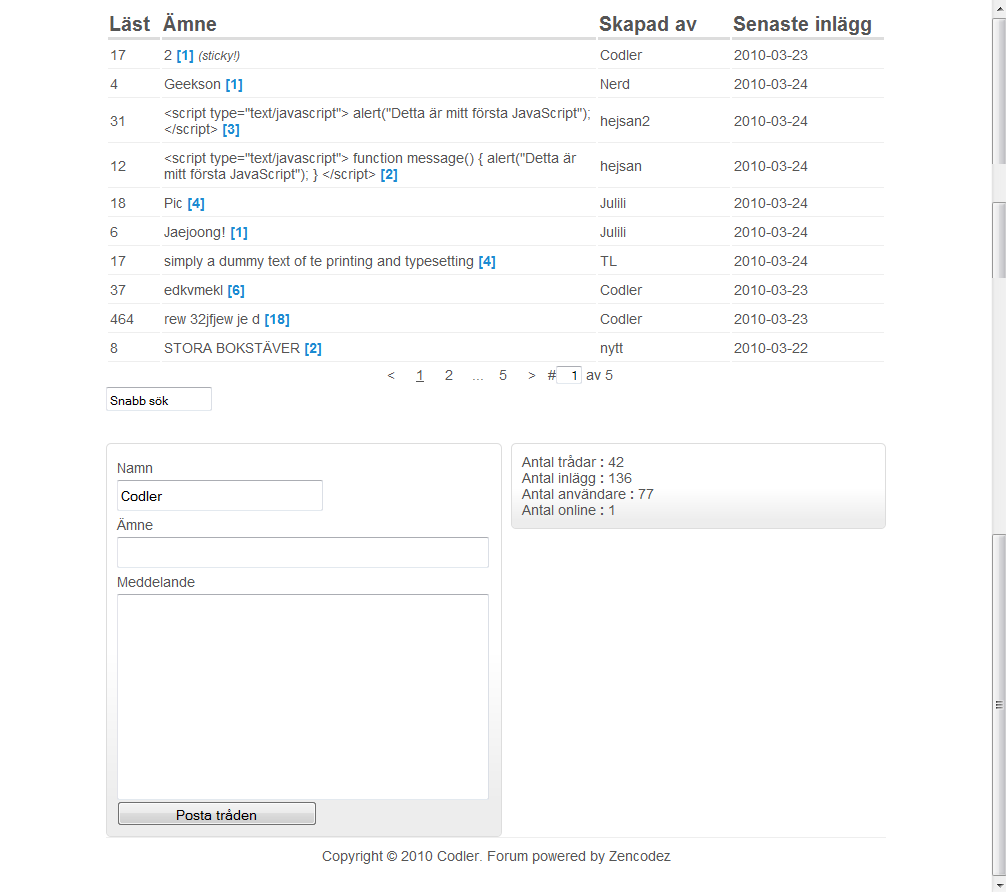 Läst Ämne Skapad av Senaste inlägg
17 2 [1] (sticky!) Codler 2010-03-23
4 Geekson [1] Nerd 2010-03-24
31 <script type="text/javascript"> alert("Detta är mitt första JavaScript"); hejsan2 2010-03-24
</script> [3]
12 <script type="text/javascript"> function message() { alert("Detta är hejsan 2010-03-24
mitt första JavaScript"); } </script> [2]
18 Pic [4] Julili 2010-03-24
6 Jaejoong! [1] Julili 2010-03-24
17 simply a dummy text of te printing and typesetting [4] TL 2010-03-24
37 edkvmekl [6] Codler 2010-03-23
464 rew 32jfjew je d [18] Codler 2010-03-23
8 STORA BOKSTÄVER [2] nytt 2010-03-22
< 1 2 ... 5 > # 1 av 5
Snabb sök
Namn
Codler
Ämne
Meddelande
Posta tråden
Antal trådar : 42
Antal inlägg : 136
Antal användare : 77
Antal online : 1
Copyright © 2010 Codler. Forum powered by Zencodez